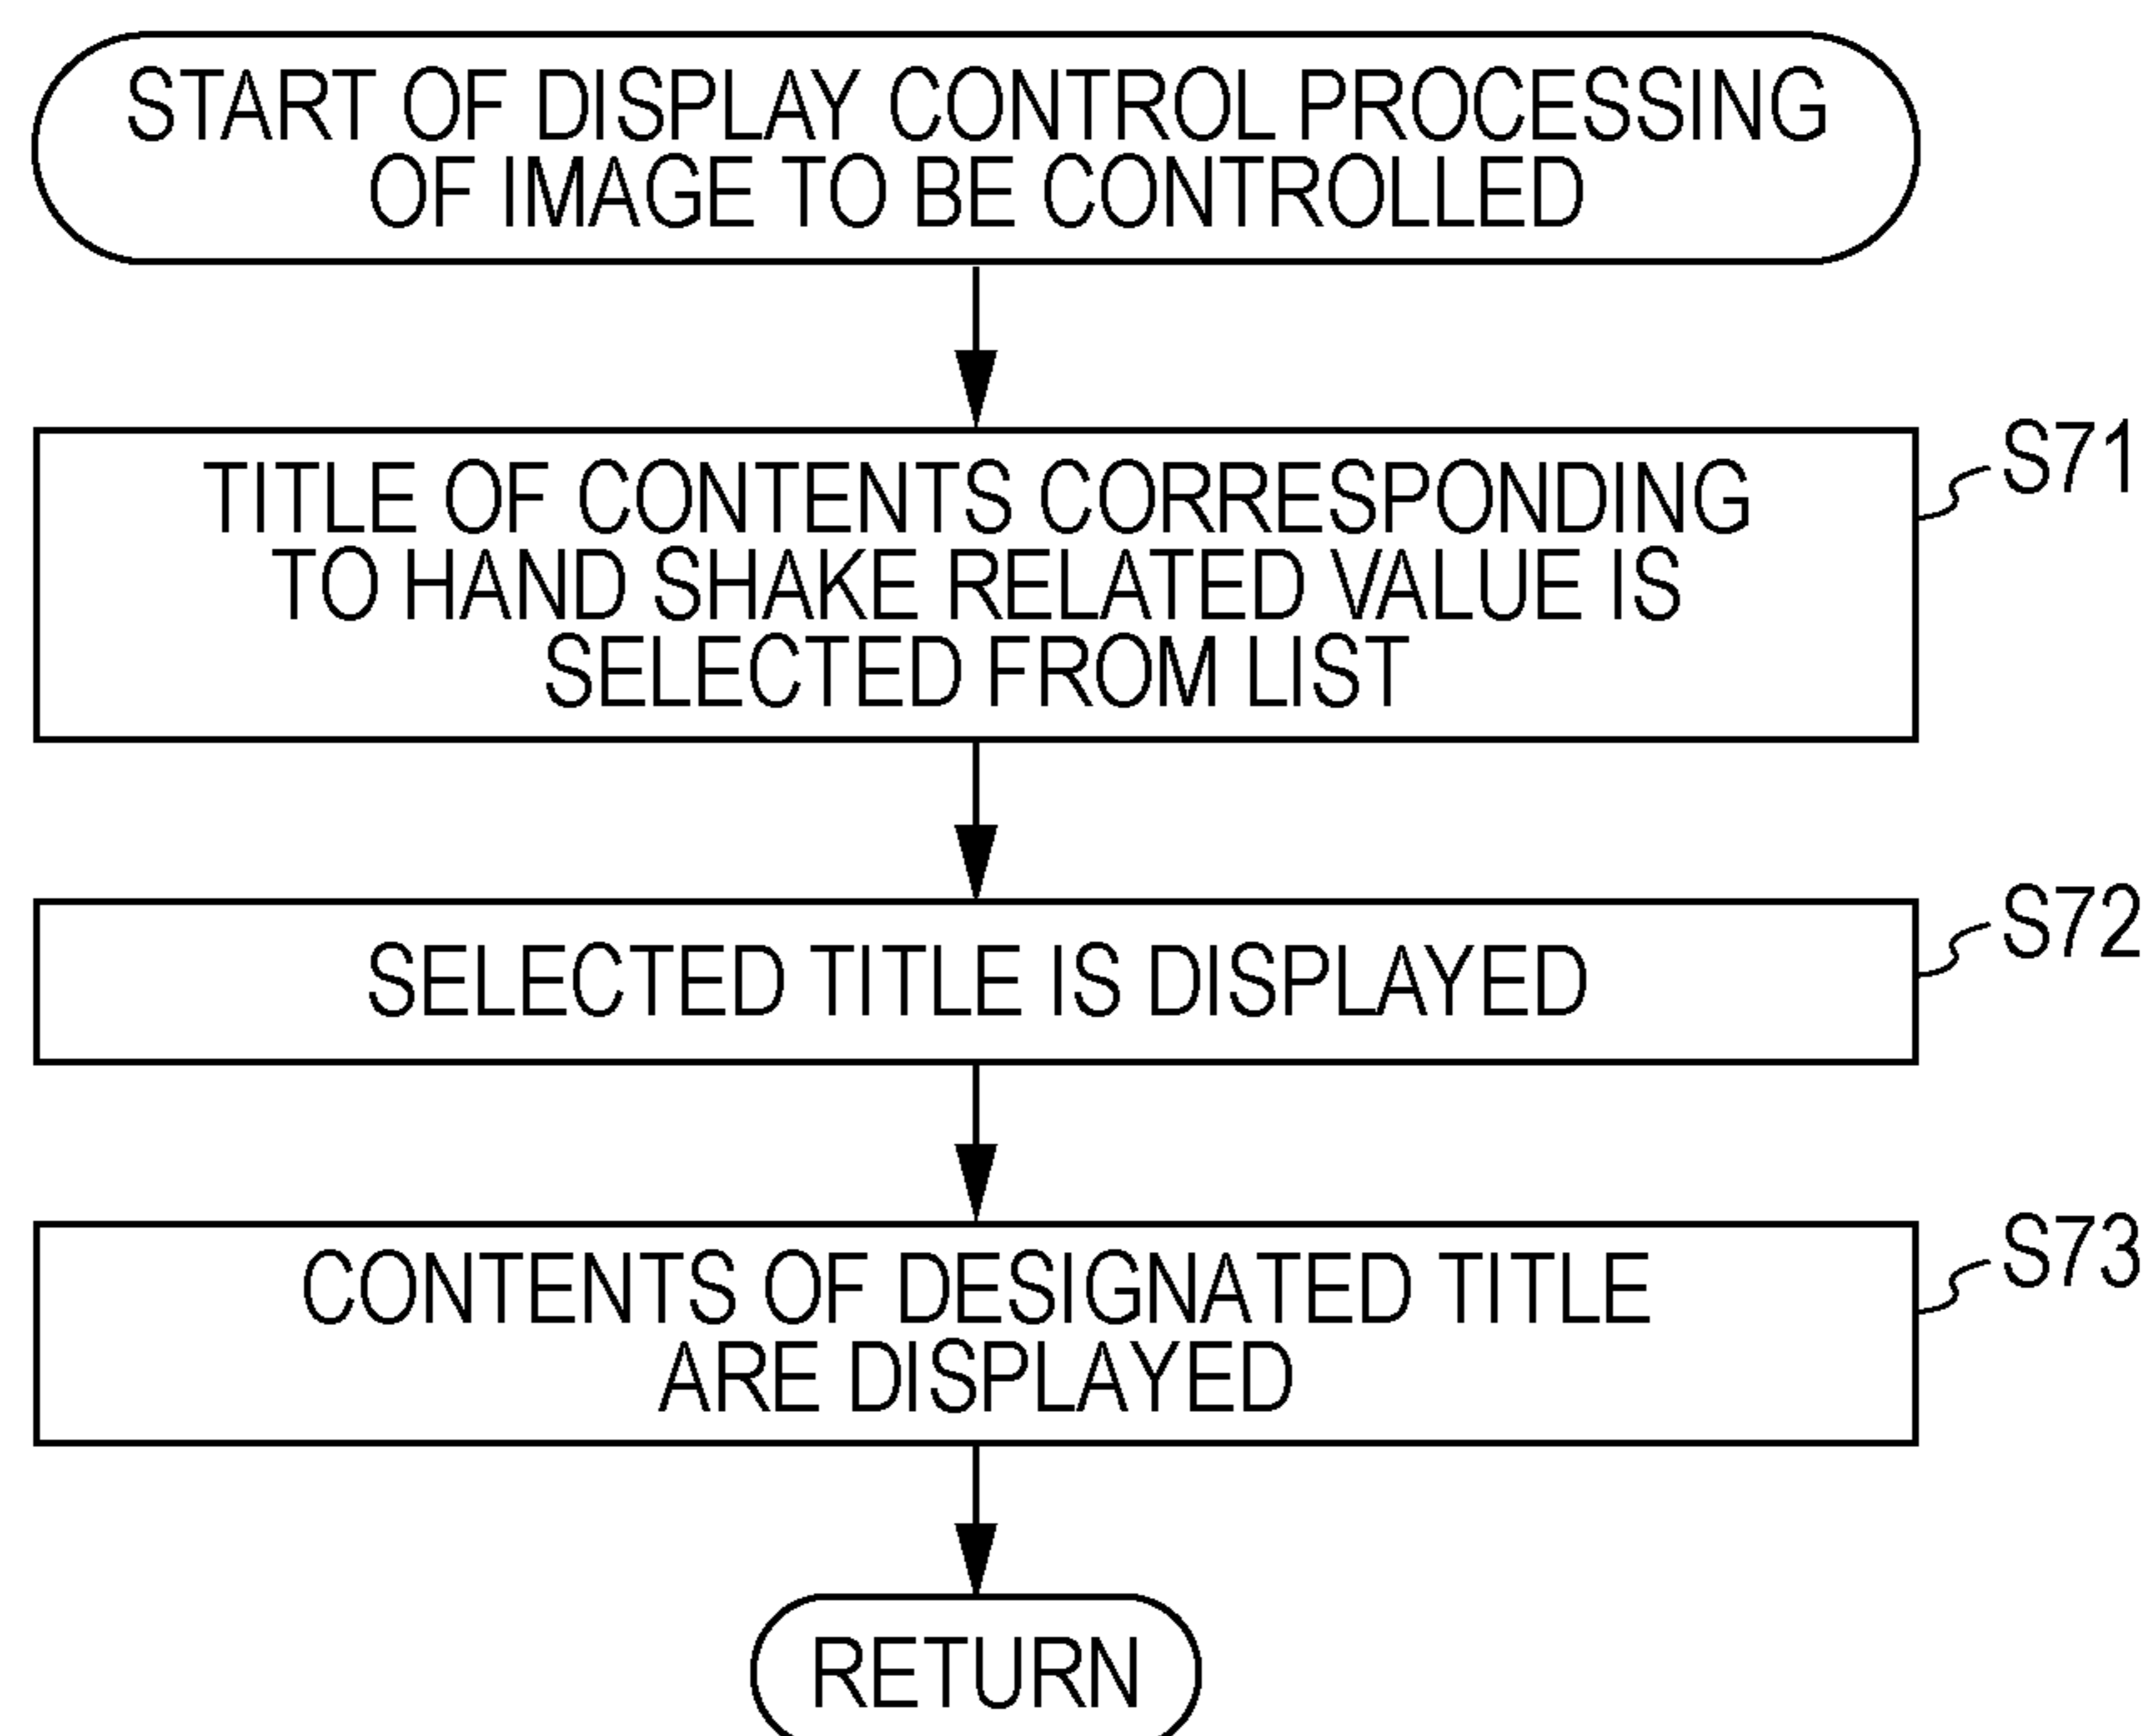 START OF DISPLAY CONTROL PROCESSING
OF IMAGE TO BE CONTROLLED
TITLE OF CONTENTS CORRESPONDING
TO HAND SHAKE RELATED VALUE IS
SELECTED FROM LIST
S71
SELECTED TITLE IS DISPLAYED
S72
CONTENTS OF DESIGNATED TITLE
ARE DISPLAYED
S73
RETURN